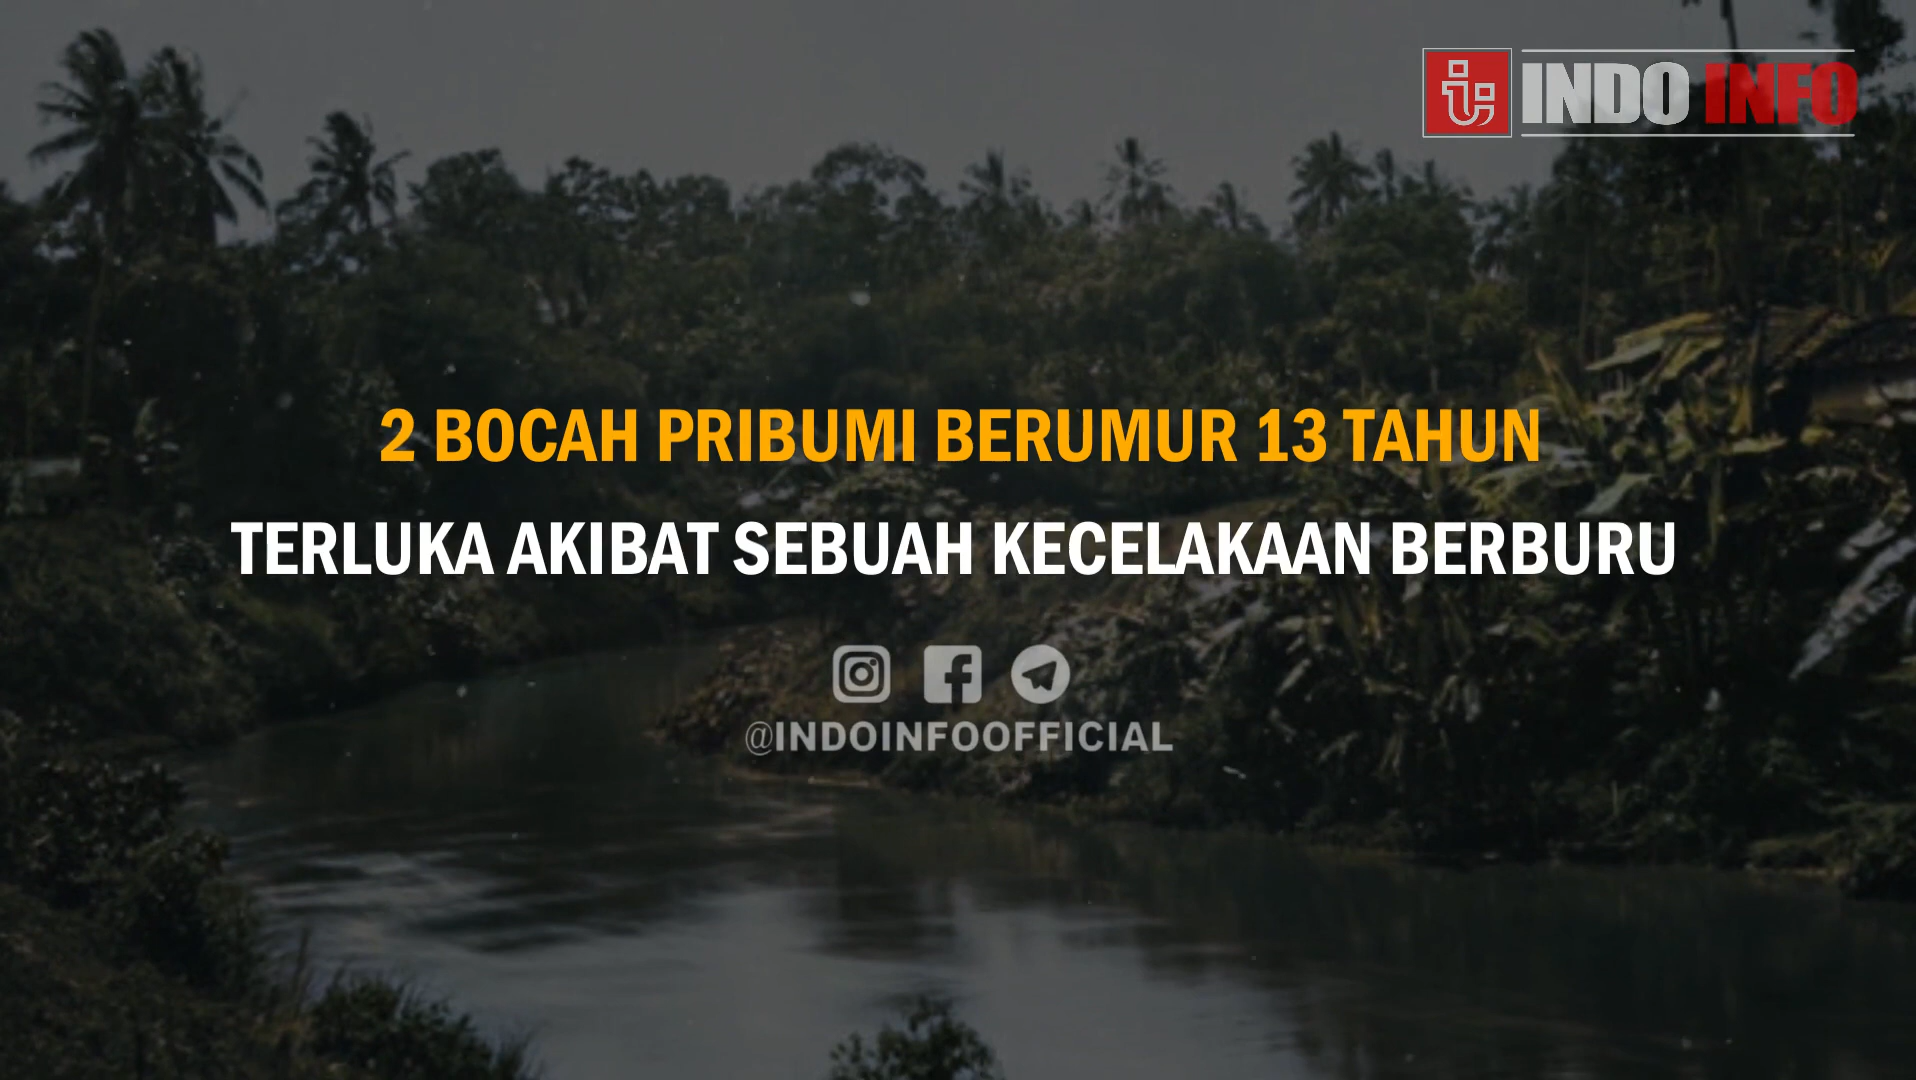 INDO INFO
2 BOCAH PRIBUMI BERUMUR 13 TAHUN
TERLUKA AKIBAT SEBUAH KECELAKAAN BERBURU
@INDOINFOOFFICIAL